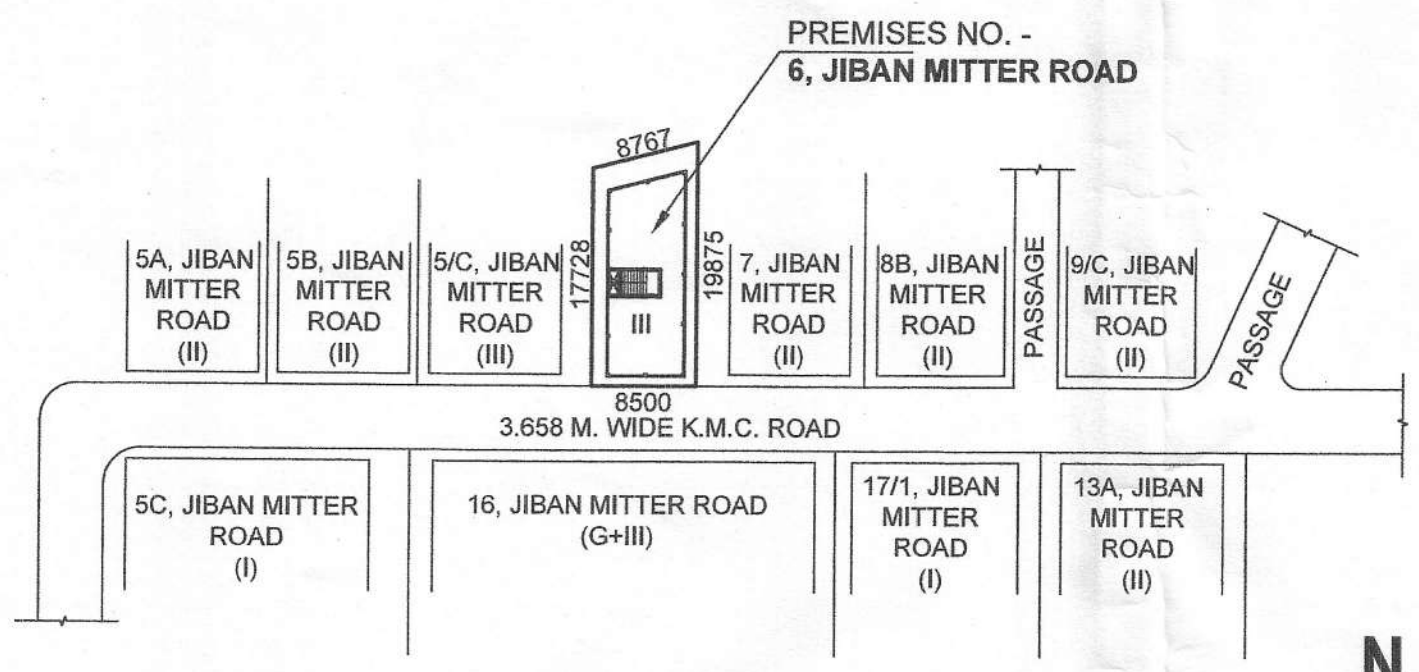 PREMISES NO. -
6, JIBAN MITTER ROAD
8767
17728
19875
5A, JIBAN
MITTER
ROAD
(II)
5B, JIBAN
MITTER
ROAD
(II)
5/C, JIBAN
MITTER
ROAD
(III)
III
7, JIBAN
MITTER
ROAD
(II)
8B, JIBAN
MITTER
ROAD
(II)
PASSAGE
9/C, JIBAN
MITTER
ROAD
(II)
PASSAGE
8500
3.658 M. WIDE K.M.C. ROAD
5C, JIBAN MITTER
ROAD
(I)
16, JIBAN MITTER ROAD
(G+III)
17/1, JIBAN
MITTER
ROAD
(I)
13A, JIBAN
MITTER
ROAD
(II)
N